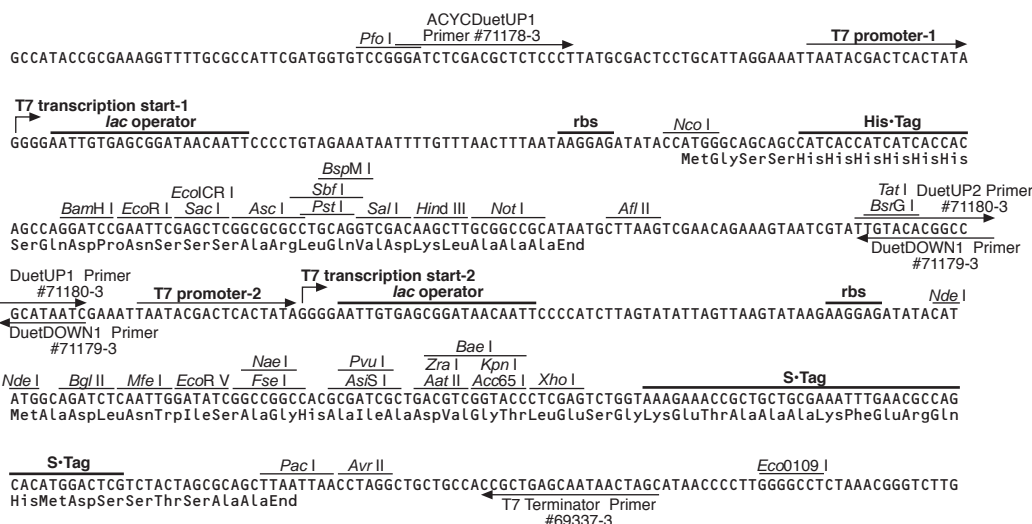 ACYCDuetUP1
Pfo I Primer #71178-3 T7 promoter-1
GCCATACCGCGAAAGGTTTTGCGCCATTCGATGGTGTCCGGGATCTCGACGCTCTCCCTTATGCGACTCCTGCATTAGGAAATTAATACGACTCACTATA
T7 transcription start-1
lac operator rbs Nco I His•Tag
GGGGAATTGTGAGCGGATAACAATTCCCCTGTAGAAATAATTTTGTTTAACTTTAATAAGGAGATATACCATGGGCAGCAGCCATCACCATCATCACCAC
MetGlySerSerHisHisHisHisHisHis
BspM I
EcoICR I Sbf I Tat I DuetUP2 Primer
BamH I EcoR I Sac I Asc I Pst I Sal I Hind III Not I Afl II BsrG I #71180-3
AGCCAGGATCCGAATTCGAGCTCGGCGCGCCTGCAGGTCGACAAGCTTGCGGCCGCATAATGCTTAAGTCGAACAGAAAGTAATCGTATTGTACACGGCC
SerGlnAspProAsnSerSerSerAlaArgLeuGlnValAspLysLeuAlaAlaAlaEnd DuetDOWN1 Primer
#71179-3
DuetUP1 Primer T7 transcription start-2
#71180-3 T7 promoter-2 lac operator rbs Nde I
GCATAATCGAAATTAATACGACTCACTATAGGGGAATTGTGAGCGGATAACAATTCCCCATCTTAGTATATTAGTTAAGTATAAGAAGGAGATATACAT
DuetDOWN1 Primer
#71179-3
Bae I
Nae I Pvu I Zra I Kpn I
Nde I Bgl II Mfe I EcoR V Fse I AsiS I Aat II Acc65 I Xho I S•Tag
ATGGCAGATCTCAATTGGATATCGGCCGGCCACGCGATCGCTGACGTCGGTACCCTCGAGTCTGGTAAAGAAACCGCTGCTGCGAAATTTGAACGCCAG
MetAlaAspLeuAsnTrpIleSerAlaGlyHisAlaIleAlaAspValGlyThrLeuGluSerGlyLysGluThrAlaAlaAlaLysPheGluArgGln
S•Tag Pac I Avr II Eco0109 I
CACATGGACTCGTCTACTAGCGCAGCTTAATTAACCTAGGCTGCTGCCACCGCTGAGCAATAACTAGCATAACCCCTTGGGGCCTCTAAACGGGTCTTG
HisMetAspSerSerThrSerAlaAlaEnd T7 Terminator Primer
#69337-3